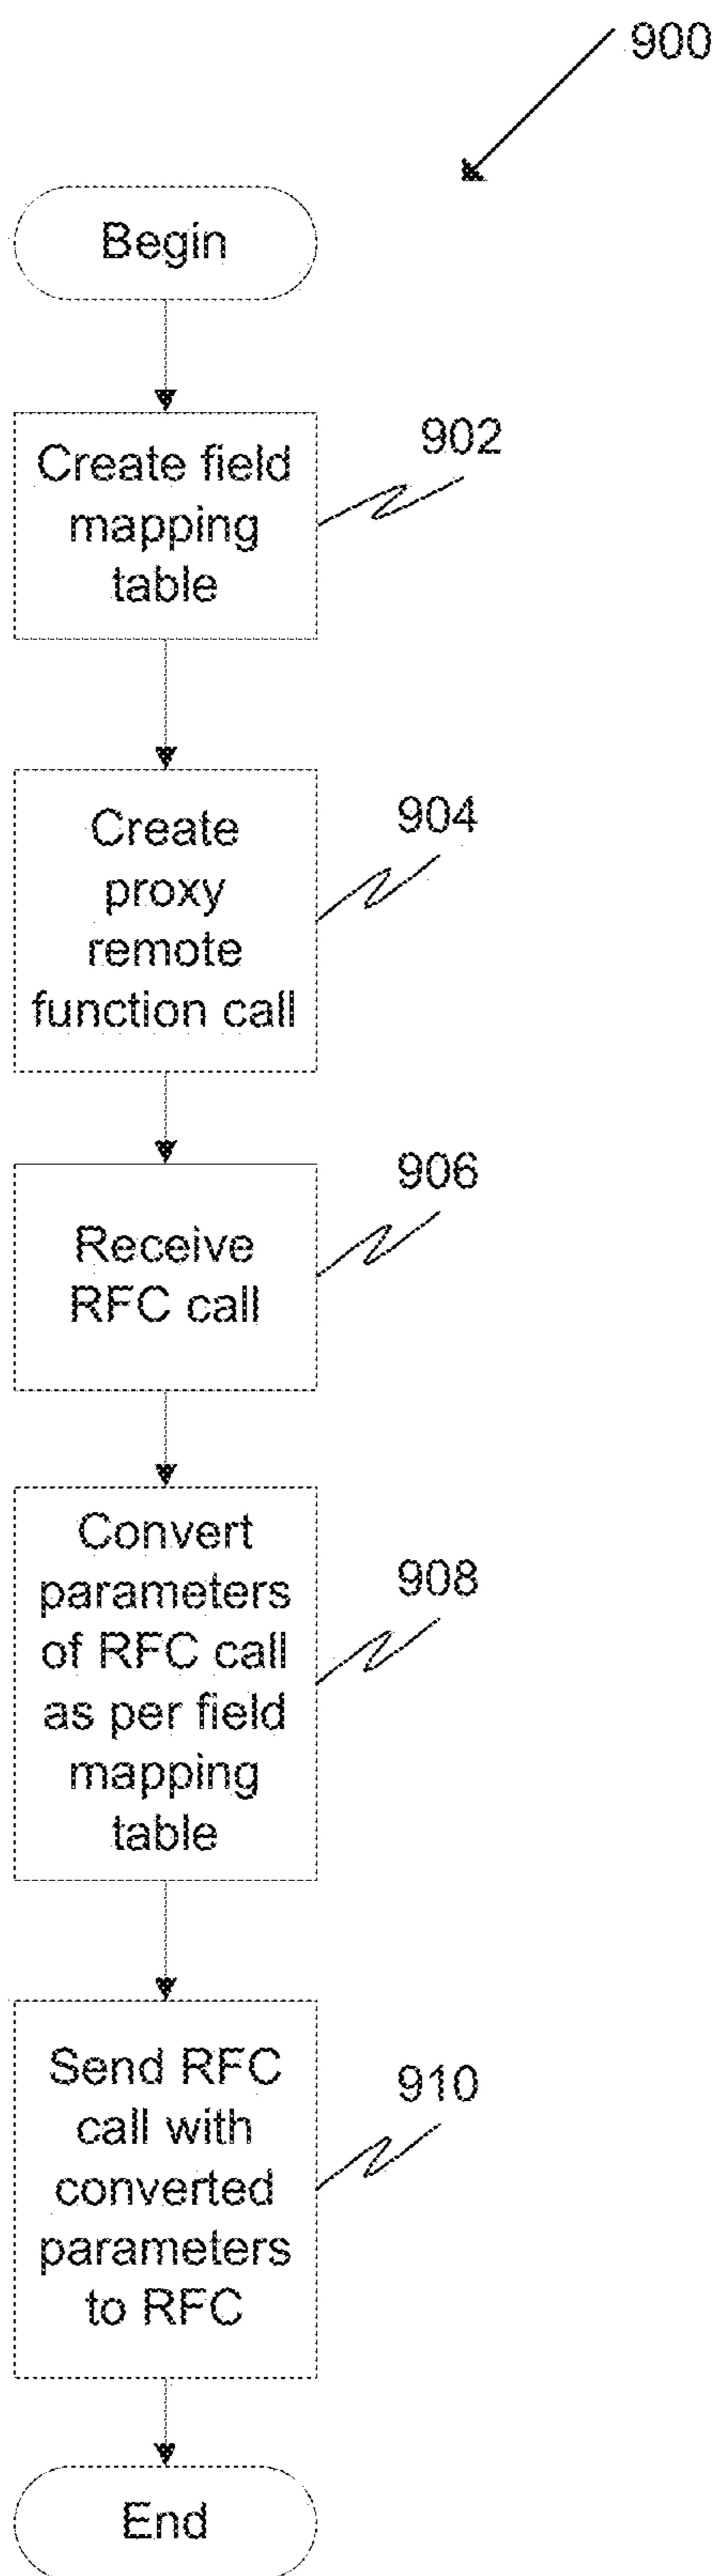 900
Begin
Create field
mapping
table
902
Create
proxy
remote
function call
904
Receive
RFC call
906
Convert
parameters
of RFC call
as per field
mapping
table
908
Send RFC
call with
converted
parameters
to RFC
910
End